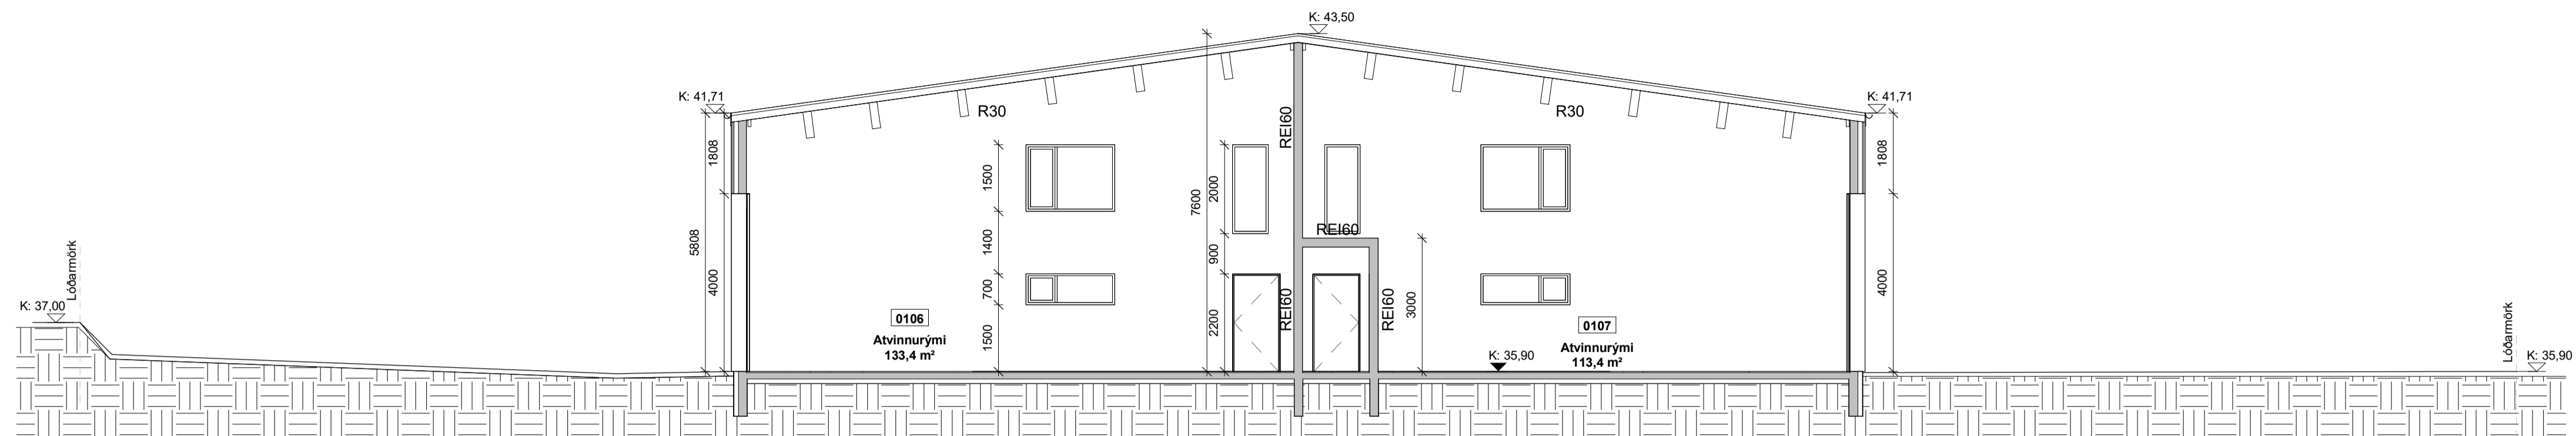 K: 43,50
K: 41,71
K: 41,71
R30
REI60
R30
1808
1500
2000
7600
1808
REI60
5808
1400
900
Lóðarmörk
4000
4000
K: 37,00
700
REI60
REI60
3000
0106
Atvinnurými
133,4 m²
2200
1500
0107
Atvinnurými
113,4 m²
K: 35,90
Lóðarmörk
K: 35,90